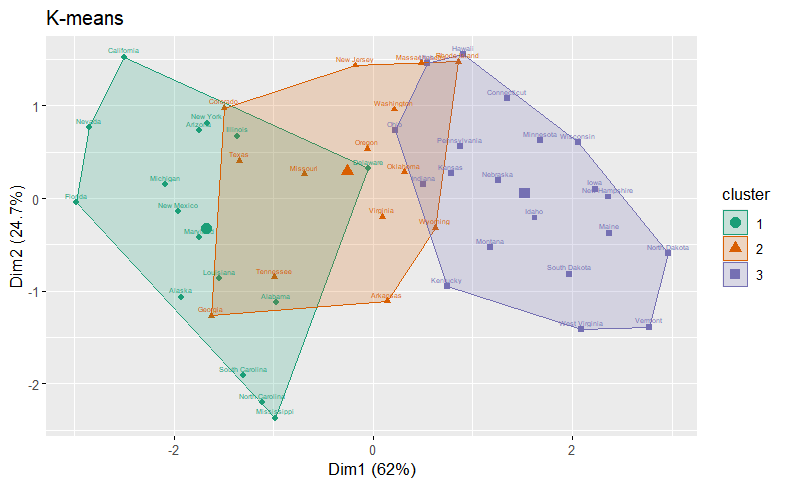 K-means
California
Hawaii
New Jersey
Massachusetts
Rhode Island
Connecticut
Colorado
Washington
Nevada
New York
Arizona
Illinois
Ohio
Minnesota
Wisconsin
Oregon
Pennsylvania
Texas
Missouri
Delaware
Oklahoma
Kansas
Michigan
Indiana
Nebraska
Iowa
New Hampshire
Florida
New Mexico
Virginia
Idaho
Maryland
Wyoming
Maine
Montana
North Dakota
Louisiana
Tennessee
South Dakota
Alaska
Alabama
Arkansas
Kentucky
Georgia
West Virginia
Vermont
South Carolina
North Carolina
Mississippi
1
0
-1
-2
-2
0
2
Dim1 (62%)
Dim2 (24.7%)
cluster
1
2
3